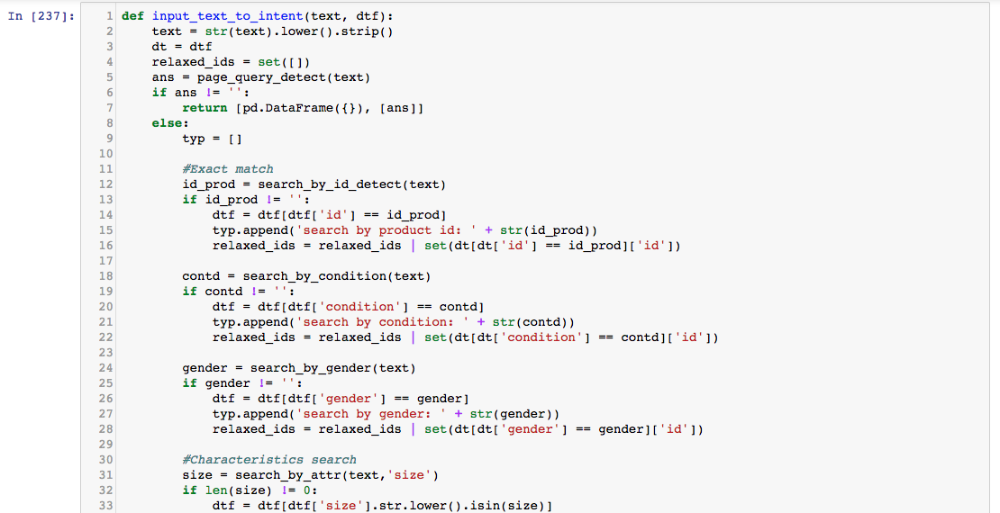 In [237]:
1 def input_text_to_intent(text, dtf):
2     text = str(text).lower().strip()
3     dt = dtf
4     relaxed_ids = set([])
5     ans = page_query_detect(text)
6     if ans != '':
7         return [pd.DataFrame({}), [ans]]
8     else:
9         typ = []
10
11         #Exact match
12         id_prod = search_by_id_detect(text)
13         if id_prod != '':
14             dtf = dtf[dtf['id'] == id_prod]
15             typ.append('search by product id: ' + str(id_prod))
16             relaxed_ids = relaxed_ids | set(dt[dt['id'] == id_prod]['id'])
17
18         contd = search_by_condition(text)
19         if contd != '':
20             dtf = dtf[dtf['condition'] == contd]
21             typ.append('search by condition: ' + str(contd))
22             relaxed_ids = relaxed_ids | set(dt[dt['condition'] == contd]['id'])
23
24         gender = search_by_gender(text)
25         if gender != '':
26             dtf = dtf[dtf['gender'] == gender]
27             typ.append('search by gender: ' + str(gender))
28             relaxed_ids = relaxed_ids | set(dt[dt['gender'] == gender]['id'])
29
30         #Characteristics search
31         size = search_by_attr(text,'size')
32         if len(size) != 0:
33             dtf = dtf[dtf['size'].str.lower().isin(size)]